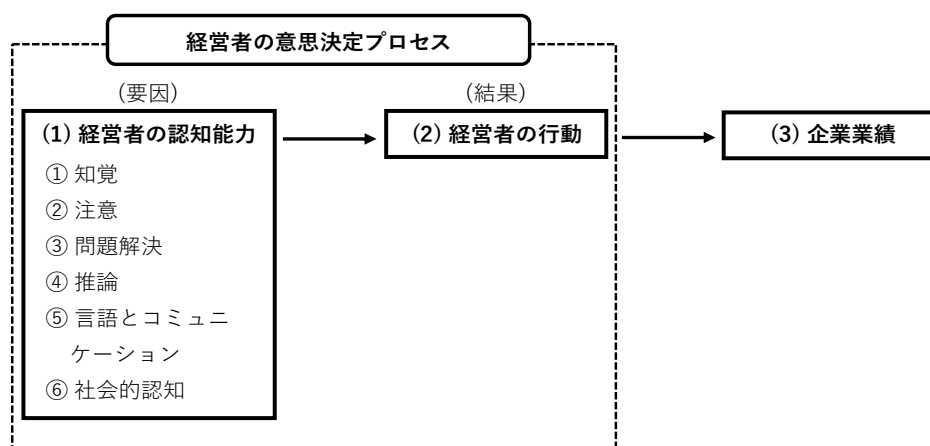 経営者の意思決定プロセス
(要因)
(結果)
(1) 経営者の認知能力
(2) 経営者の行動
(3) 企業業績
① 知覚
② 注意
③ 問題解決
④ 推論
⑤ 言語とコミュニ
ケーション
⑥ 社会的認知